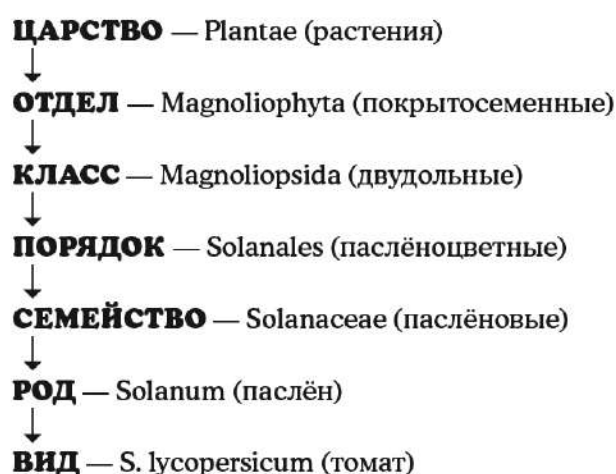 ЦАРСТВО — Plantae (растения)
ОТДЕЛ — Magnoliophyta (покрытосеменные)
КЛАСС — Magnoliopsida (двудольные)
ПОРЯДОК — Solanales (паслёноцветные)
СЕМЕЙСТВО — Solanaceae (паслёновые)
РОД — Solanum (паслён)
ВИД — S. lycopersicum (томат)